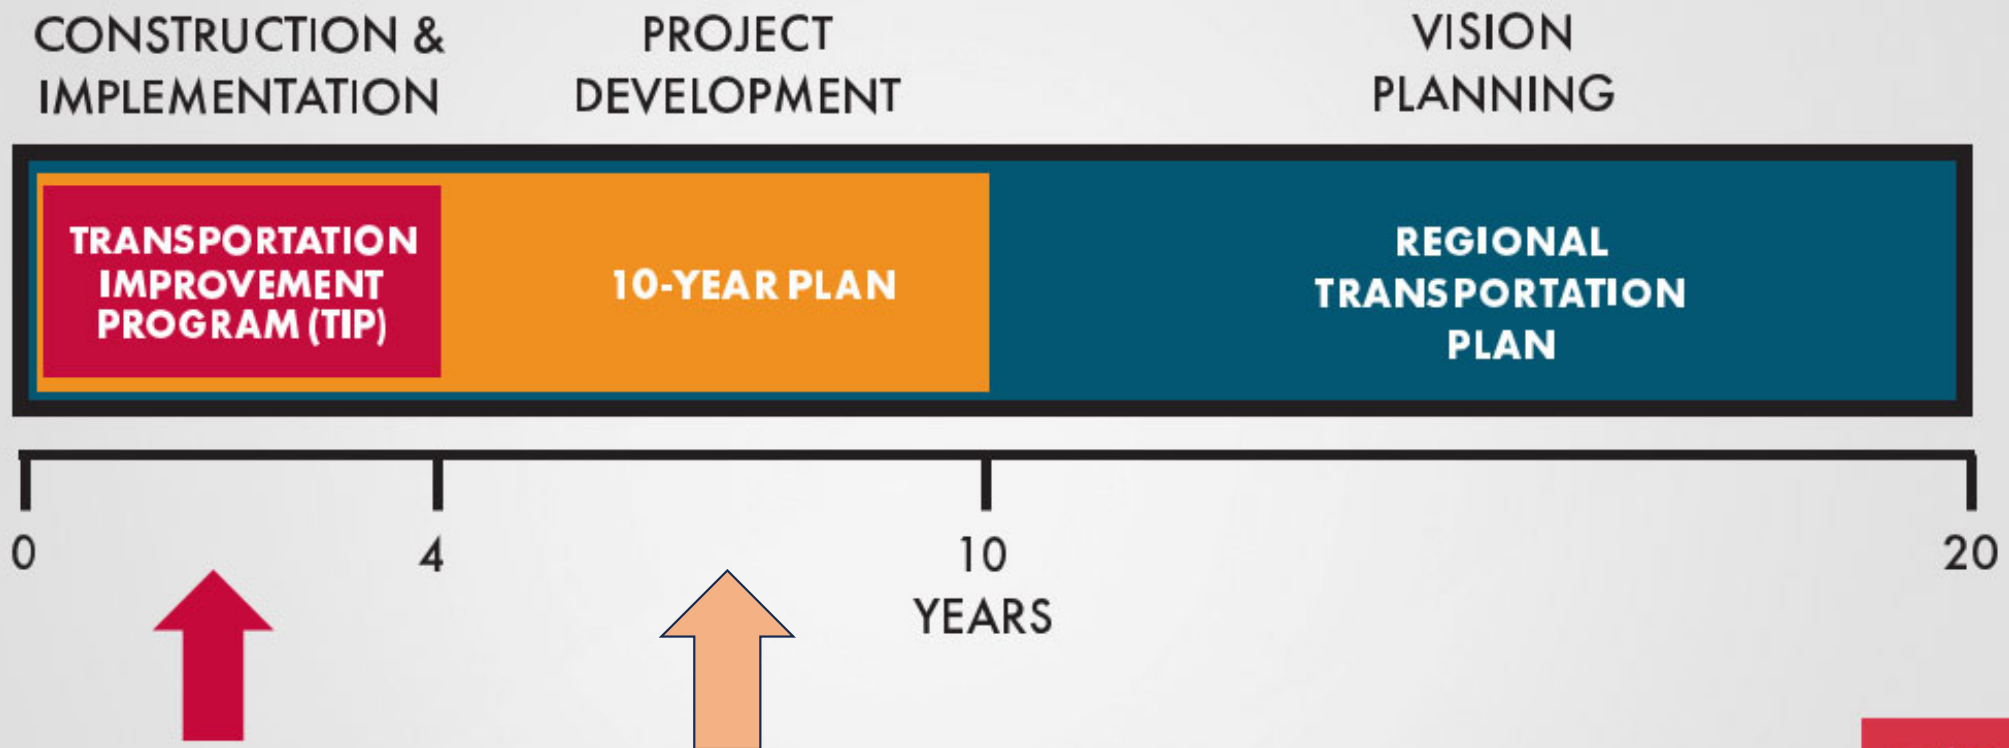 CONSTRUCTION &
IMPLEMENTATION
PROJECT
DEVELOPMENT
VISION
PLANNING
TRANSPORTATION
IMPROVEMENT
PROGRAM (TIP)
10-YEAR PLAN
REGIONAL
TRANSPORTATION
PLAN
0
4
10
20
YEARS